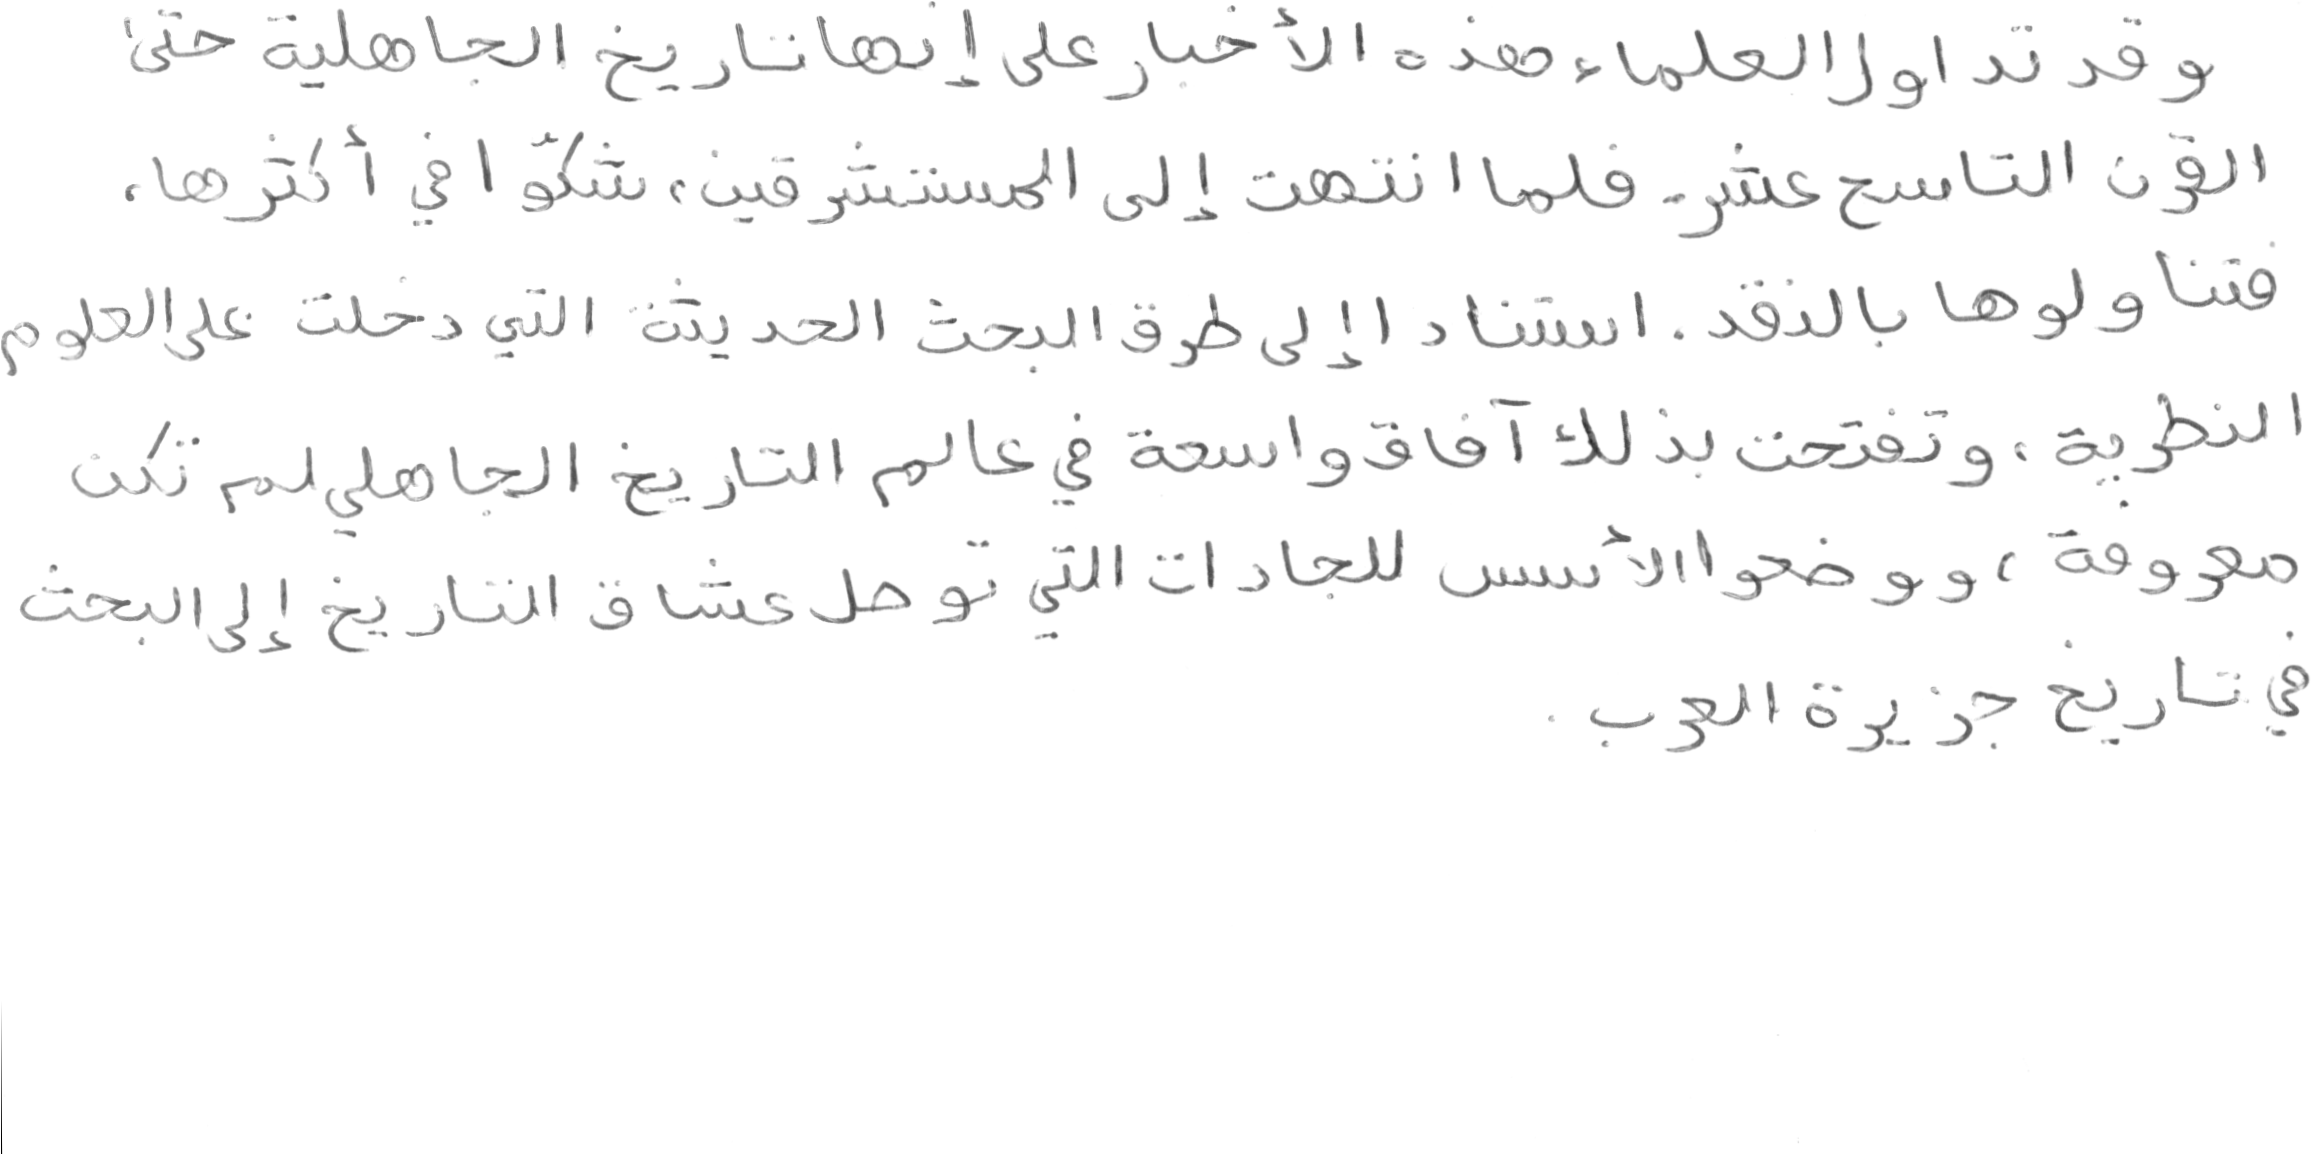 وقد تداول العلماء هذه الأخبار على إنها تاريخ الجاهلية حتى
القرن التاسع عشر. فلما انتهت إلى المستشرقين، شكّوا في أكثرها،
فتناولوها بالنقد. استنادا إلى طرق البحث الحديثة التي دخلت على العلوم
النظرية، وتفتحت بذلك آفاق واسعة في عالم التاريخ الجاهلي لم تكن
معروفة، ووضعوا الأسس للجادات التي توصل عشاق التاريخ إلى البحث
في تاريخ جزيرة العرب.